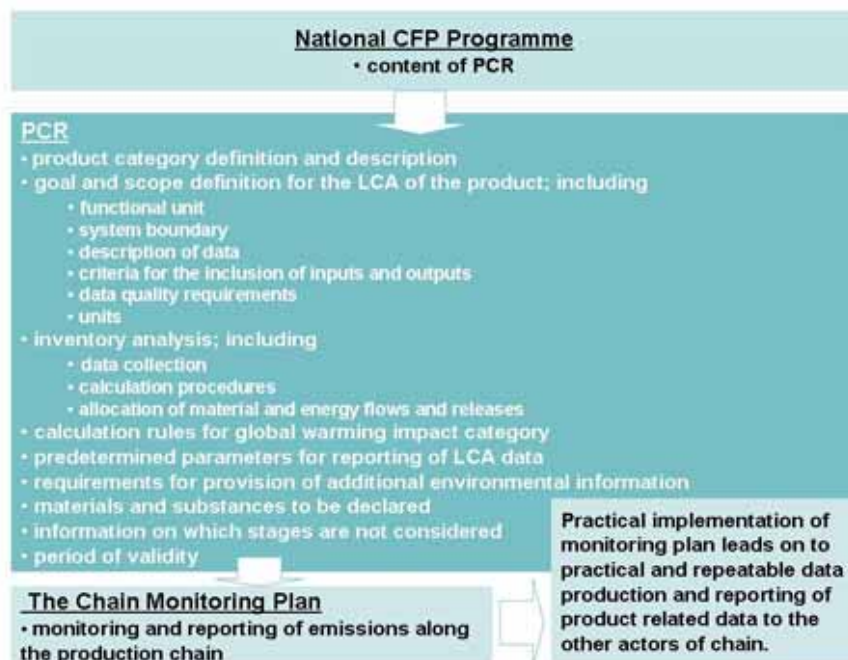 National CFP Programme
• content of PCR
PCR
• product category definition and description
• goal and scope definition for the LCA of the product; including
• functional unit
• system boundary
• description of data
• criteria for the inclusion of inputs and outputs
• data quality requirements
• units
• inventory analysis; including
• data collection
• calculation procedures
• allocation of material and energy flows and releases
• calculation rules for global warming impact category
• predetermined parameters for reporting of LCA data
• requirements for provision of additional environmental information
• materials and substances to be declared
• information on which stages are not considered
• period of validity
The Chain Monitoring Plan
• monitoring and reporting of emissions along
the production chain
Practical implementation of
monitoring plan leads on to
practical and repeatable data
production and reporting of
product related data to the
other actors of chain.